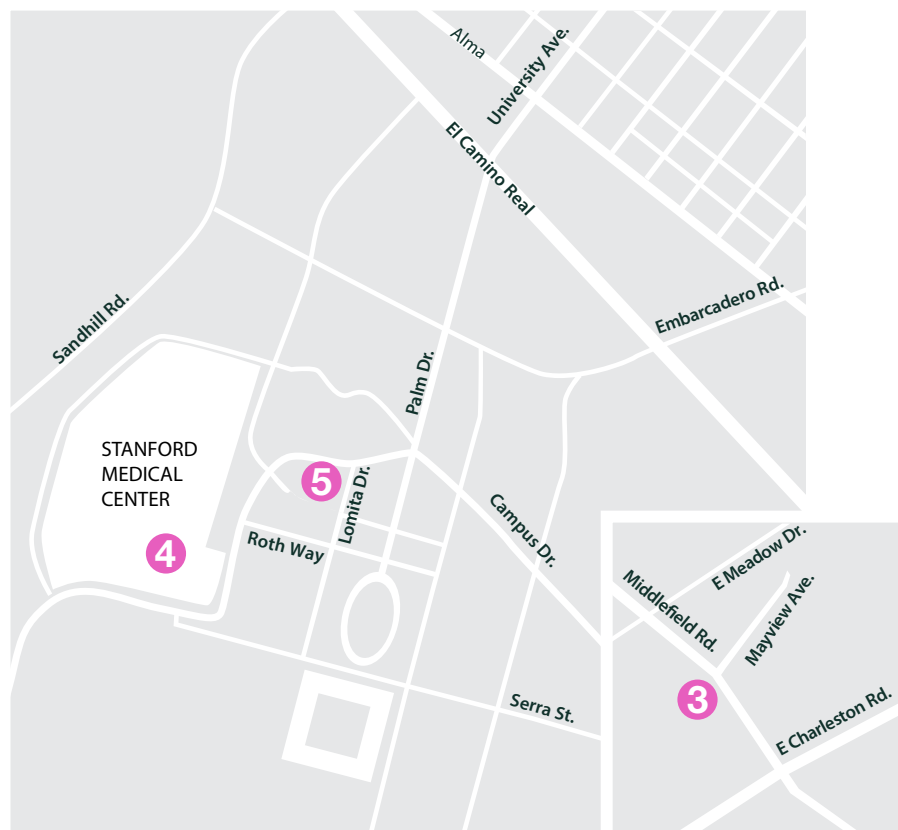 Alma
University Ave.
El Camino Real
Embarcadero Rd.
Sandhill Rd.
Palm Dr.
STANFORD
MEDICAL
CENTER
5
Lomita Dr.
Campus Dr.
4
Roth Way
E Meadow Dr.
Middlefield Rd.
Mayview Ave.
3
Serra St.
E Charleston Rd.